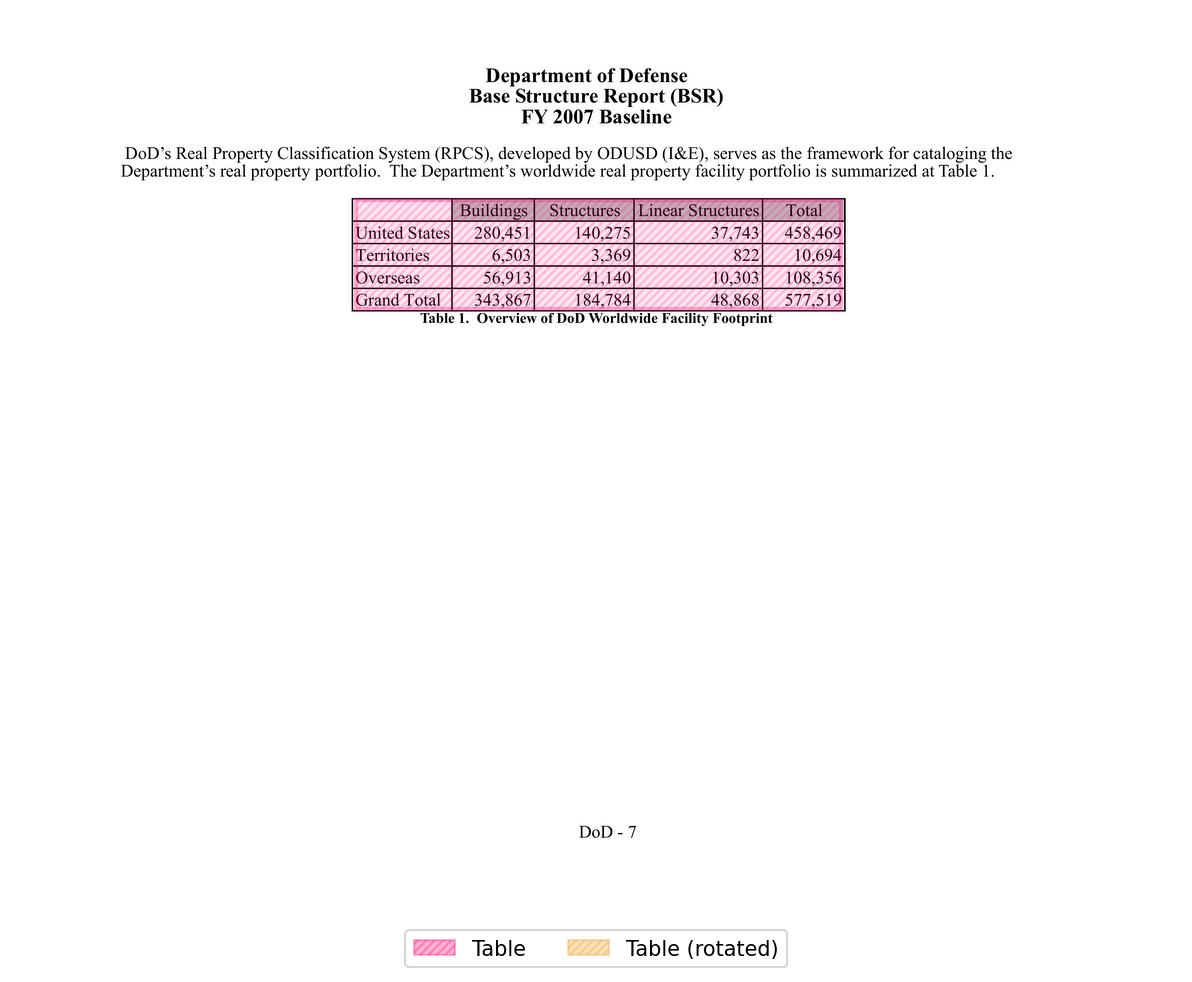 Department of Defense
Base Structure Report (BSR)
FY 2007 Baseline
DoD’s Real Property Classification System (RPCS), developed by ODUSD (I&E), serves as the framework for cataloging the
Department’s real property portfolio.  The Department’s worldwide real property facility portfolio is summarized at Table 1.
Buildings Structures Linear Structures Total
United States 280,451 140,275 37,743 458,469
Territories 6,503 3,369 822 10,694
Overseas 56,913 41,140 10,303 108,356
Grand Total 343,867 184,784 48,868 577,519
Table 1.  Overview of DoD Worldwide Facility Footprint
DoD - 7
Table Table (rotated)